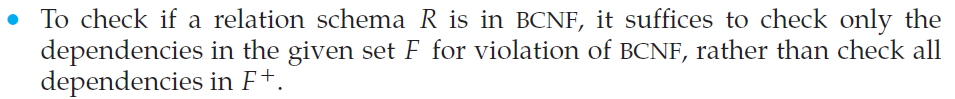 • To check if a relation schema R is in BCNF, it suffices to check only the
dependencies in the given set F for violation of BCNF, rather than check all
dependencies in F⁺.